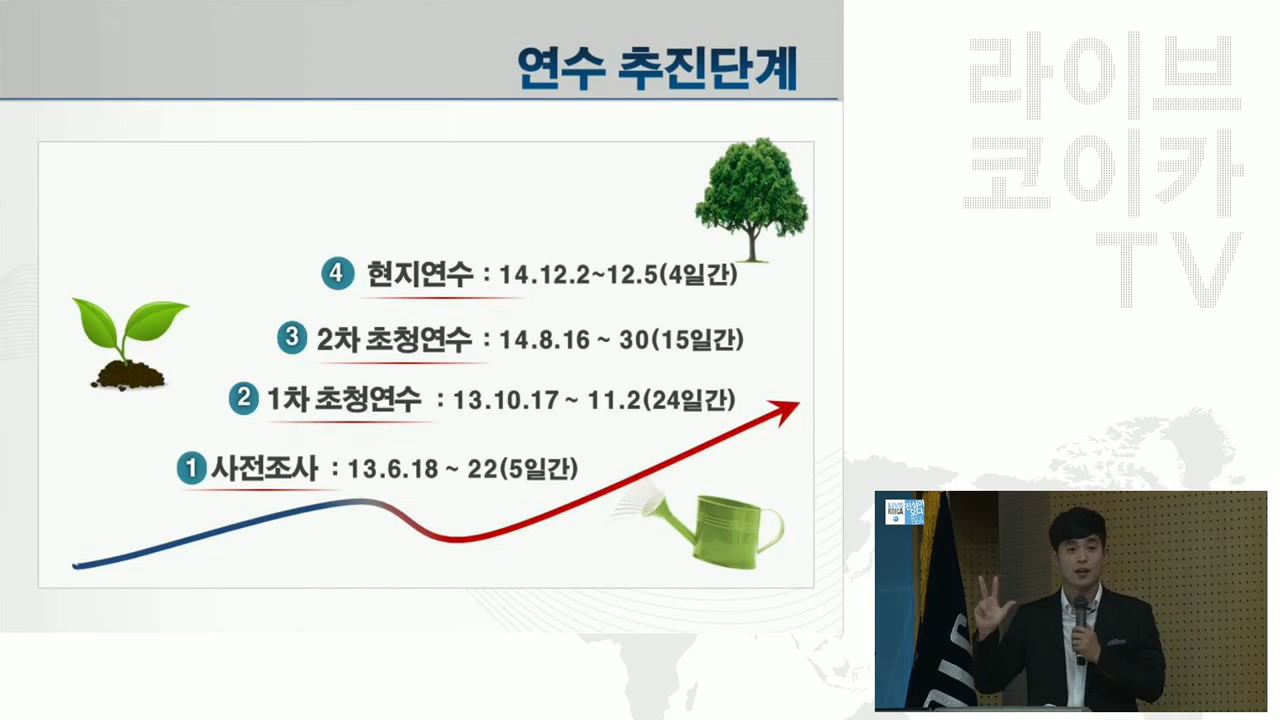 연수 추진단계
4 현지연수 : 14.12.2~12.5(4일간)
3 2차 초청연수 : 14.8.16 ~ 30(15일간)
2 1차 초청연수 : 13.10.17 ~ 11.2(24일간)
1 사전조사 : 13.6.18 ~ 22(5일간)
라이브
코이카
TV